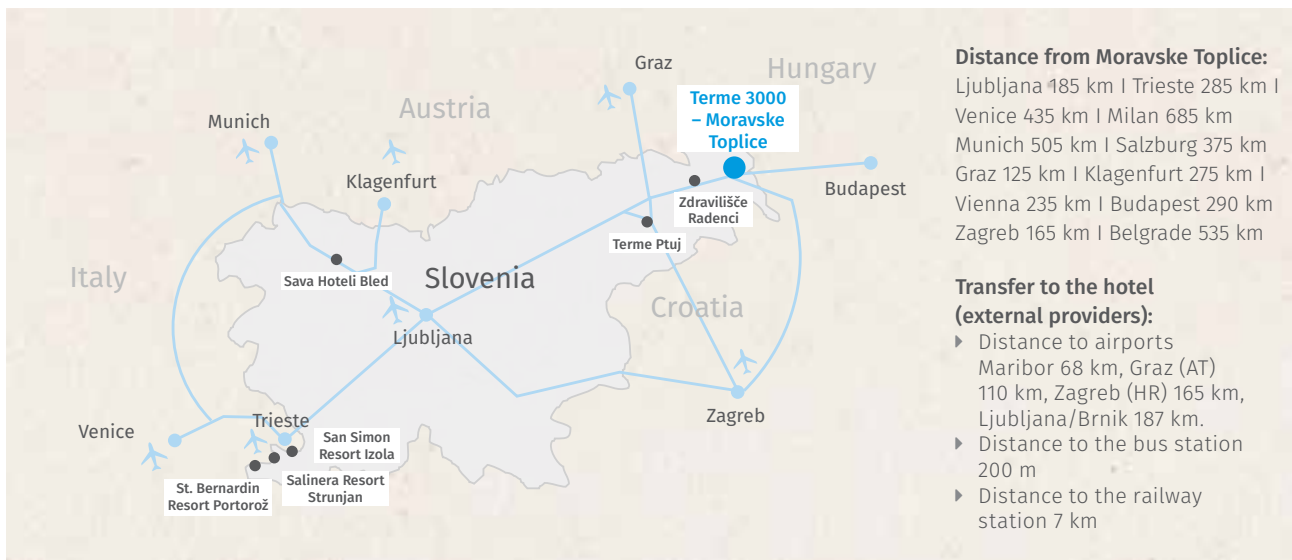 Graz
Hungary
Austria
Terme 3000
– Moravske
Toplice
Munich
Klagenfurt
Budapest
Zdravilišče
Radenci
Terme Ptuj
Italy
Sava Hoteli Bled
Slovenia
Croatia
Ljubljana
Zagreb
Trieste
Venice
San Simon
Resort Izola
Salinera Resort
Strunjan
St. Bernardin
Resort Portorož
Distance from Moravske Toplice:
Ljubljana 185 km I Trieste 285 km I
Venice 435 km I Milan 685 km
Munich 505 km I Salzburg 375 km
Graz 125 km I Klagenfurt 275 km I
Vienna 235 km I Budapest 290 km
Zagreb 165 km I Belgrade 535 km
Transfer to the hotel
(external providers):
Distance to airports
Maribor 68 km, Graz (AT)
110 km, Zagreb (HR) 165 km,
Ljubljana/Brnik 187 km.
Distance to the bus station
200 m
Distance to the railway
station 7 km